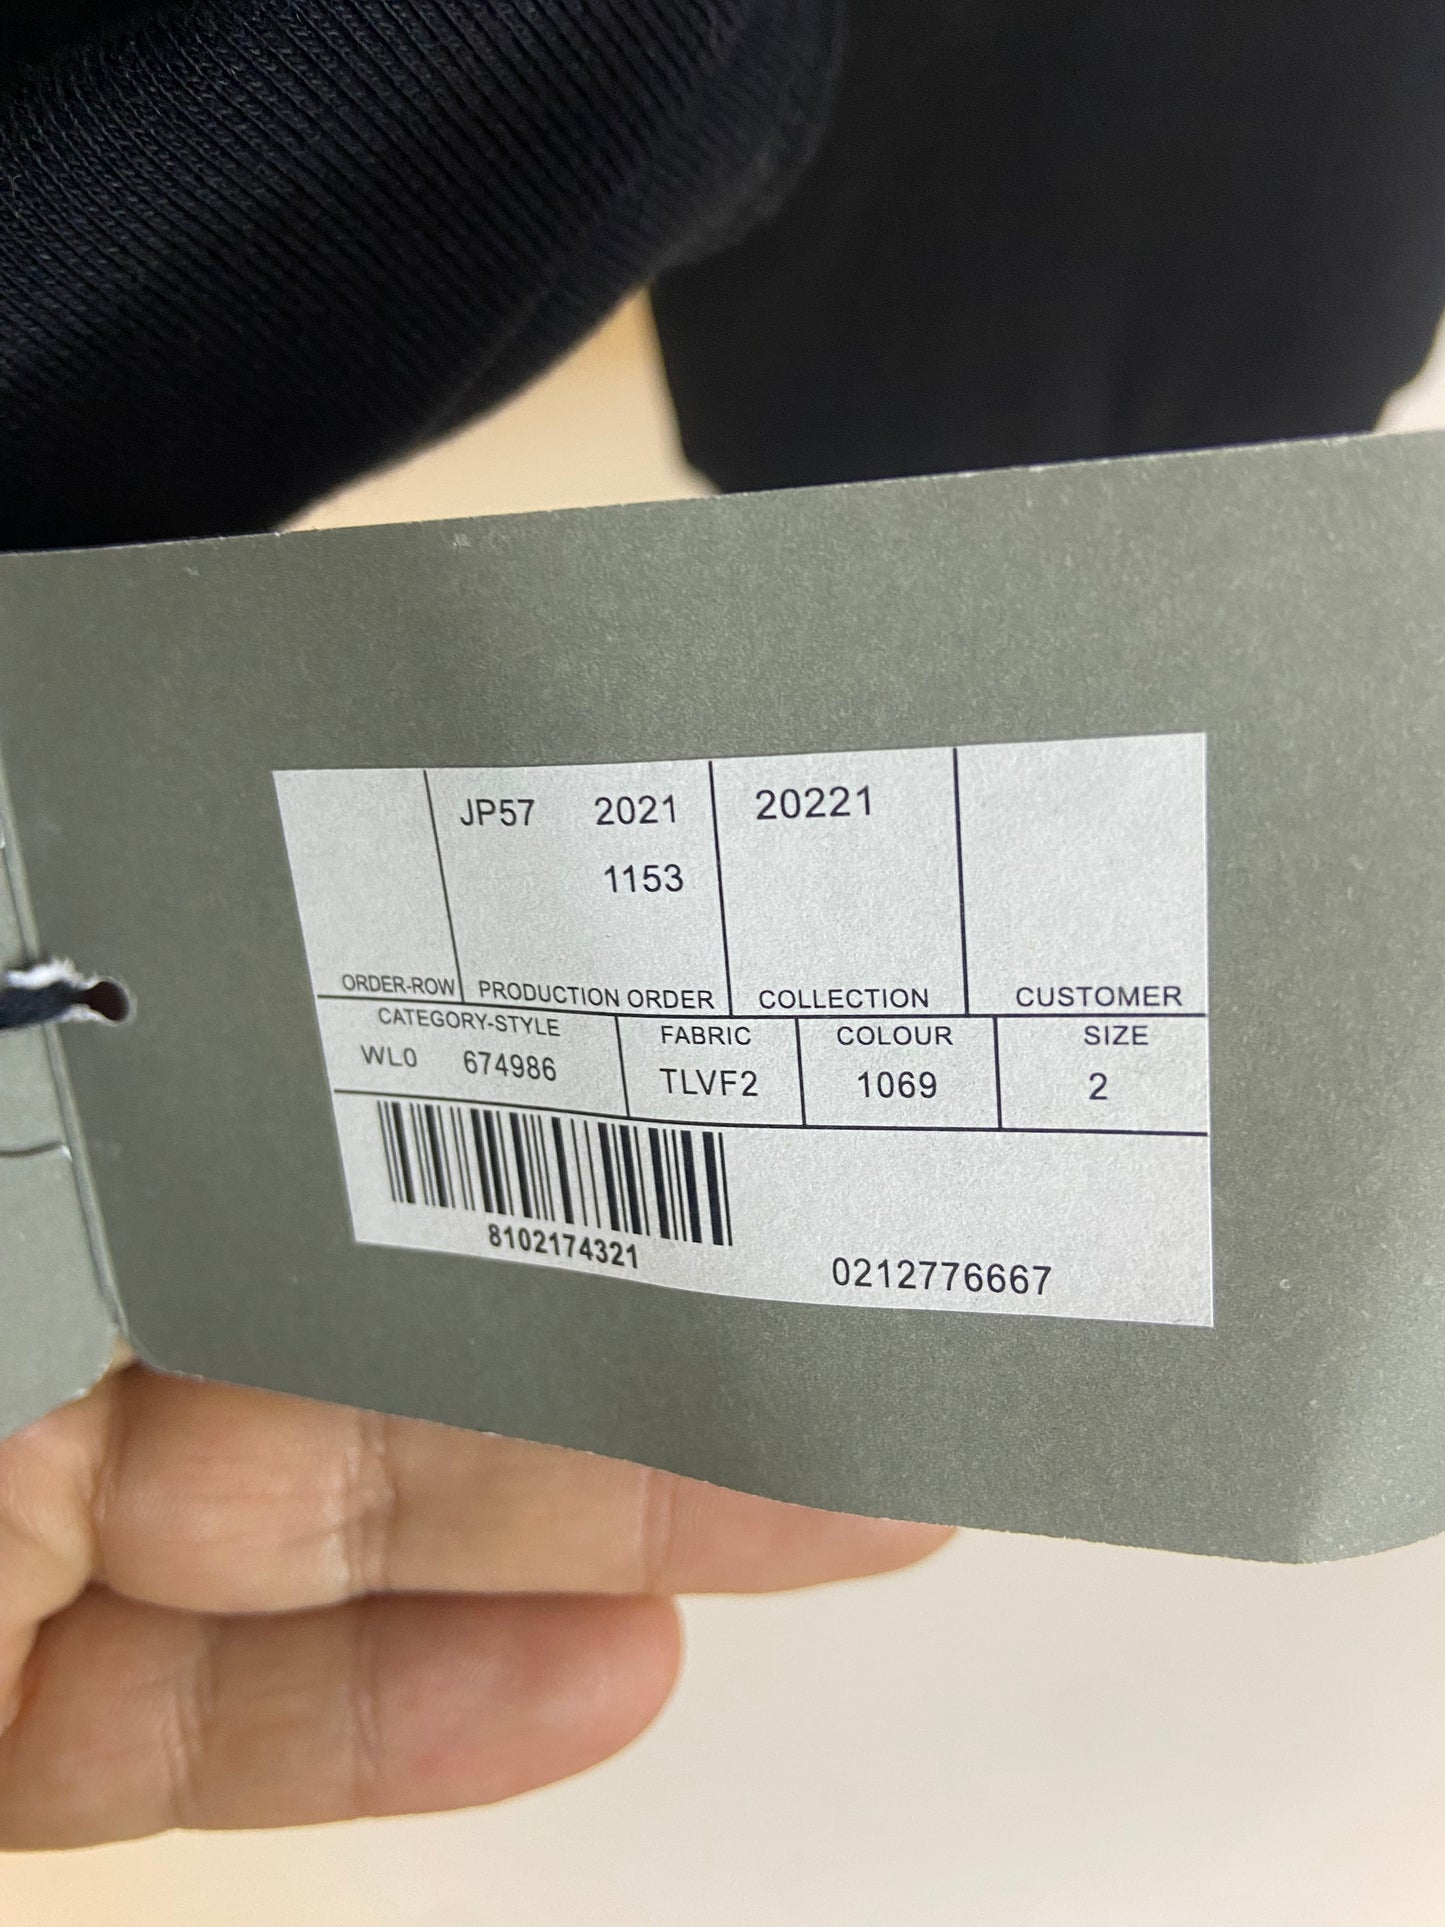 JP57 2021 20221
1153
ORDER-ROW PRODUCTION ORDER COLLECTION CUSTOMER
CATEGORY-STYLE FABRIC COLOUR SIZE
WL0 674986 TLVF2 1069 2
8102174321
0212776667